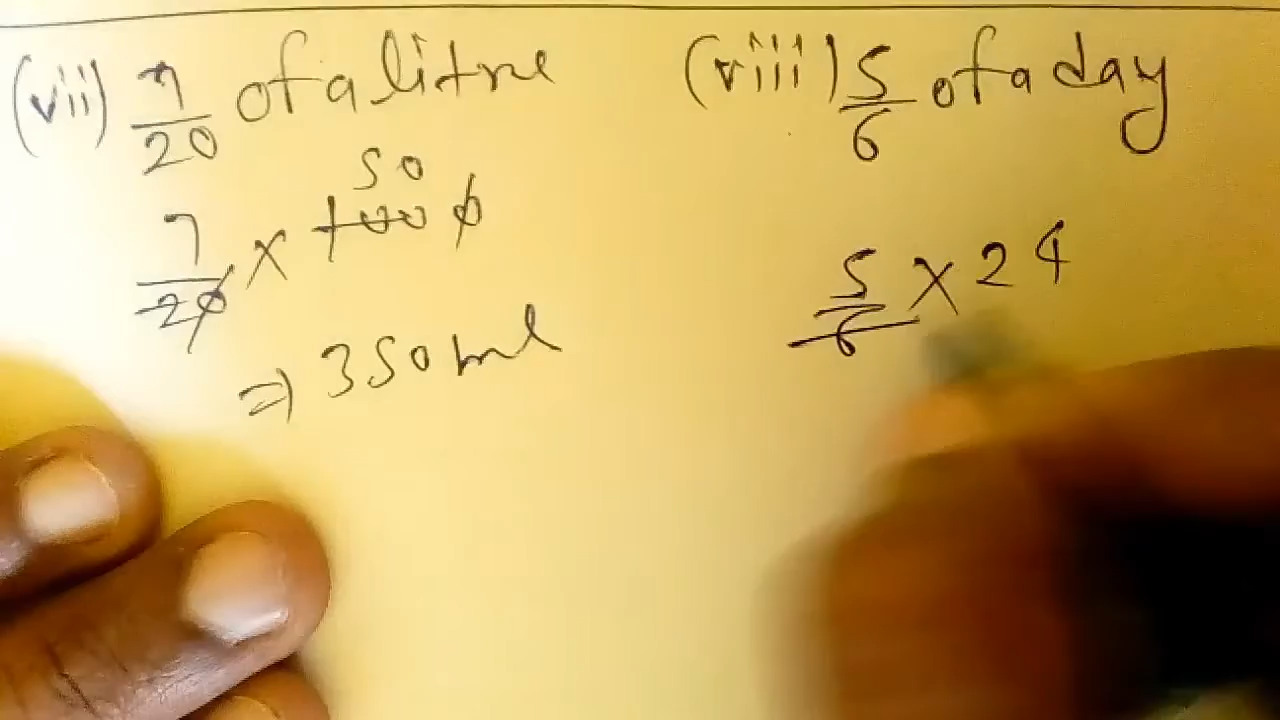 (vii) 7/20 of a litre
50
7/20 × 1000
⇒ 350 ml
(viii) 5/6 of a day
5/6 × 24